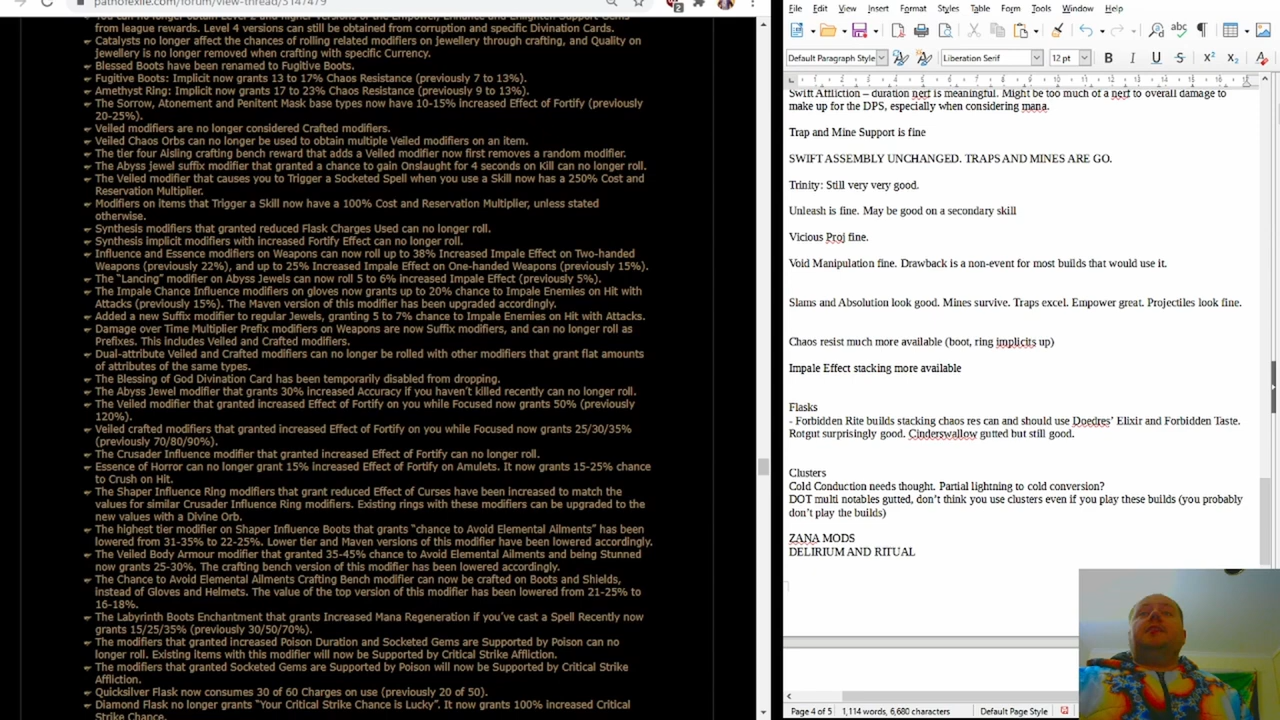 pathofexile.com/forum/view-thread/3147479
You can no longer obtain Level 2 and higher versions of the Empower, Enhance and Enlighten Support Gems
from league rewards. Level 4 versions can still be obtained from corruption and specific Divination Cards.
Catalysts no longer affect the chances of rolling related modifiers on jewellery through crafting, and Quality on
jewellery is no longer removed when crafting with specific Currency.
Blessed Boots have been renamed to Fugitive Boots.
Fugitive Boots: Implicit now grants 13 to 17% Chaos Resistance (previously 7 to 13%).
Amethyst Ring: Implicit now grants 17 to 23% Chaos Resistance (previously 9 to 13%).
The Sorrow, Atonement and Penitent Mask base types now have 10-15% increased Effect of Fortify (previously
20-25%).
Veiled modifiers are no longer considered Crafted modifiers.
Veiled Chaos Orbs can no longer be used to obtain multiple Veiled modifiers on an item.
The tier four Aisling crafting bench reward that adds a Veiled modifier now first removes a random modifier.
The Abyss Jewel suffix modifier that granted a chance to gain Onslaught for 4 seconds on Kill can no longer roll.
The Veiled modifier that causes you to Trigger a Socketed Spell when you use a Skill now has a 250% Cost and
Reservation Multiplier.
Modifiers on items that Trigger a Skill now have a 100% Cost and Reservation Multiplier, unless stated
otherwise.
Synthesis modifiers that granted reduced Flask Charges Used can no longer roll.
Synthesis implicit modifiers with increased Fortify Effect can no longer roll.
Influence and Essence modifiers on Weapons can now roll up to 38% Increased Impale Effect on Two-handed
Weapons (previously 22%), and up to 25% Increased Impale Effect on One-handed Weapons (previously 15%).
The "Lancing" modifier on Abyss Jewels can now roll 5 to 6% increased Impale Effect (previously 5%).
The Impale Chance Influence modifiers on gloves now grants up to 20% chance to Impale Enemies on Hit with
Attacks (previously 15%). The Maven version of this modifier has been upgraded accordingly.
Added a new Suffix modifier to regular Jewels, granting 5 to 7% chance to Impale Enemies on Hit with Attacks.
Damage over Time Multiplier Prefix modifiers on Weapons are now Suffix modifiers, and can no longer roll as
Prefixes. This includes Veiled and Crafted modifiers.
Dual-attribute Veiled and Crafted modifiers can no longer be rolled with other modifiers that grant flat amounts
of attributes of the same types.
The Blessing of God Divination Card has been temporarily disabled from dropping.
The Abyss Jewel modifier that grants 30% increased Accuracy if you haven't killed recently can no longer roll.
The Veiled modifier that granted increased Effect of Fortify on you while Focused now grants 50% (previously
120%).
Veiled crafted modifiers that granted increased Effect of Fortify on you while Focused now grants 25/30/35%
(previously 70/80/90%).
The Crusader Influence modifier that granted increased Effect of Fortify can no longer roll.
Essence of Horror can no longer grant 15% increased Effect of Fortify on Amulets. It now grants 15-25% chance
to Crush on Hit.
The Shaper Influence Ring modifiers that grant reduced Effect of Curses have been increased to match the
values for similar Crusader Influence Ring modifiers. Existing rings with these modifiers can be upgraded to the
new values with a Divine Orb.
The highest tier modifier on Shaper Influence Boots that grants "chance to Avoid Elemental Ailments" has been
lowered from 31-35% to 22-25%. Lower tier and Maven versions of this modifier have been lowered accordingly.
The Veiled Body Armour modifier that granted 35-45% chance to Avoid Elemental Ailments and being Stunned
now grants 25-30%. The crafting bench version of this modifier has been lowered accordingly.
The Chance to Avoid Elemental Ailments Crafting Bench modifier can now be crafted on Boots and Shields,
instead of Gloves and Helmets. The value of the top version of this modifier has been lowered from 21-25% to
16-18%.
The Labyrinth Boots Enchantment that grants Increased Mana Regeneration if you've cast a Spell Recently now
grants 15/25/35% (previously 30/50/70%).
The modifiers that granted increased Poison Duration and Socketed Gems are Supported by Poison can no
longer roll. Existing items with this modifier will now be Supported by Critical Strike Affliction.
The modifiers that granted Socketed Gems are Supported by Poison will now be Supported by Critical Strike
Affliction.
Quicksilver Flask now consumes 30 of 60 Charges on use (previously 20 of 50).
Diamond Flask no longer grants "Your Critical Strike Chance is Lucky". It now grants 100% increased Critical
Strike Chance.
File Edit View Insert Format Styles Table Form Tools Window Help
Default Paragraph Style Liberation Serif 12 pt
Swift Affliction – duration nerf is meaningful. Might be too much of a nerf to overall damage to
make up for the DPS, especially when considering mana.
Trap and Mine Support is fine
SWIFT ASSEMBLY UNCHANGED. TRAPS AND MINES ARE GO.
Trinity: Still very very good.
Unleash is fine. May be good on a secondary skill
Vicious Proj fine.
Void Manipulation fine. Drawback is a non-event for most builds that would use it.
Slams and Absolution look good. Mines survive. Traps excel. Empower great. Projectiles look fine.
Chaos resist much more available (boot, ring implicits up)
Impale Effect stacking more available
Flasks
- Forbidden Rite builds stacking chaos res can and should use Doedres' Elixir and Forbidden Taste.
Rotgut surprisingly good. Cinderswallow gutted but still good.
Clusters
Cold Conduction needs thought. Partial lightning to cold conversion?
DOT multi notables gutted, don't think you use clusters even if you play these builds (you probably
don't play the builds)
ZANA MODS
DELIRIUM AND RITUAL
Page 4 of 5 1,114 words, 6,680 characters Default Page Style